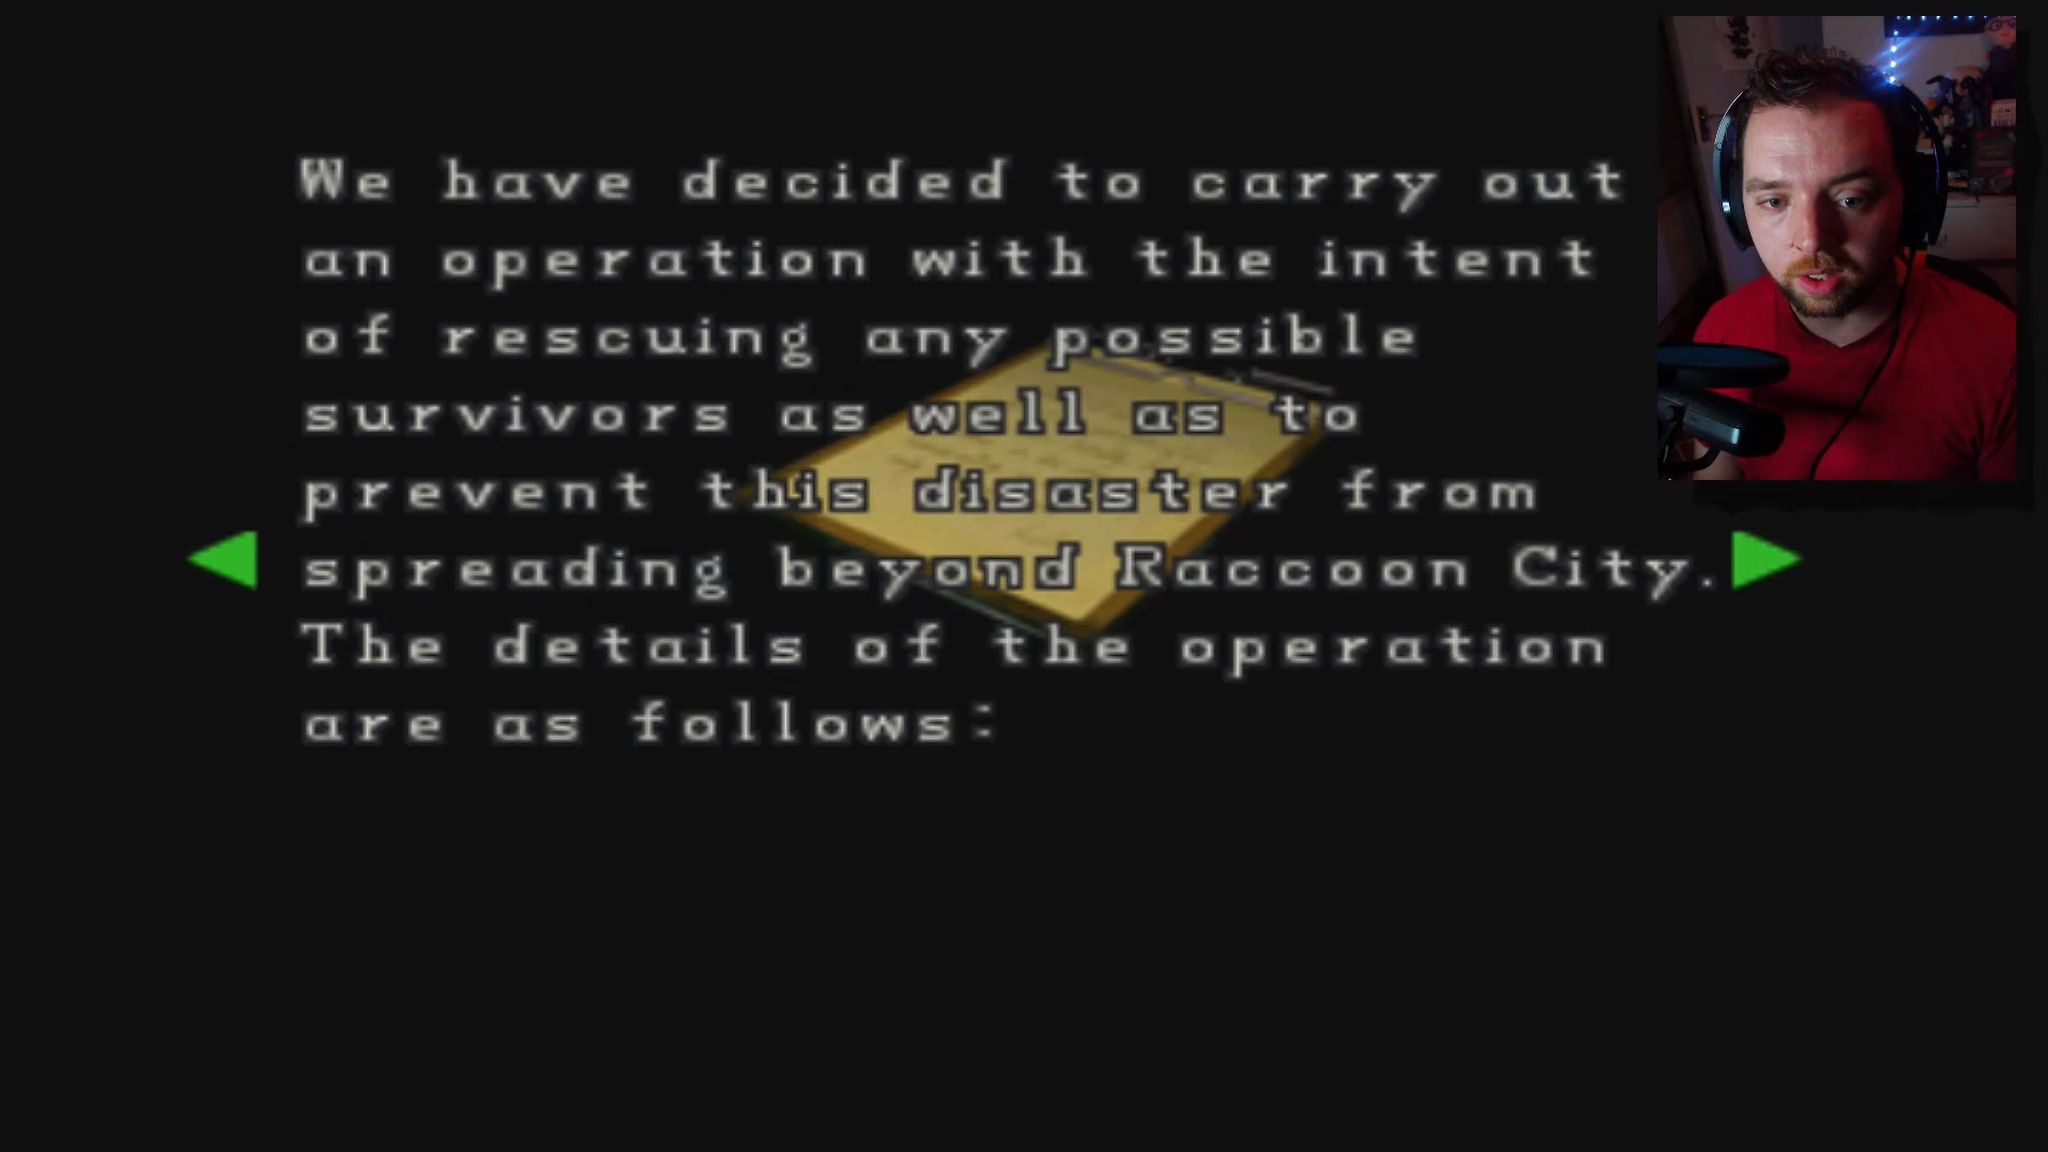 We have decided to carry out
an operation with the intent
of rescuing any possible
survivors as well as to
prevent this disaster from
spreading beyond Raccoon City.
The details of the operation
are as follows: